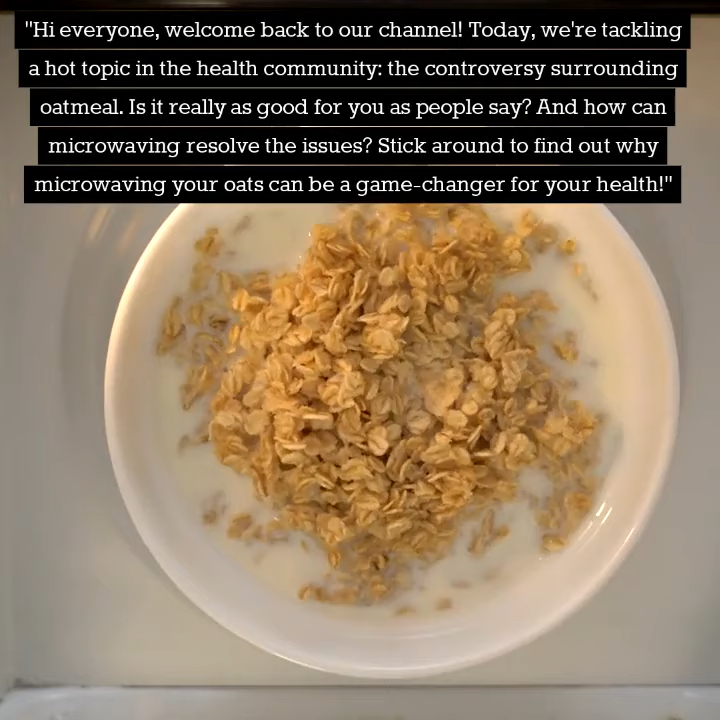 "Hi everyone, welcome back to our channel! Today, we're tackling
a hot topic in the health community: the controversy surrounding
oatmeal. Is it really as good for you as people say? And how can
microwaving resolve the issues? Stick around to find out why
microwaving your oats can be a game-changer for your health!"